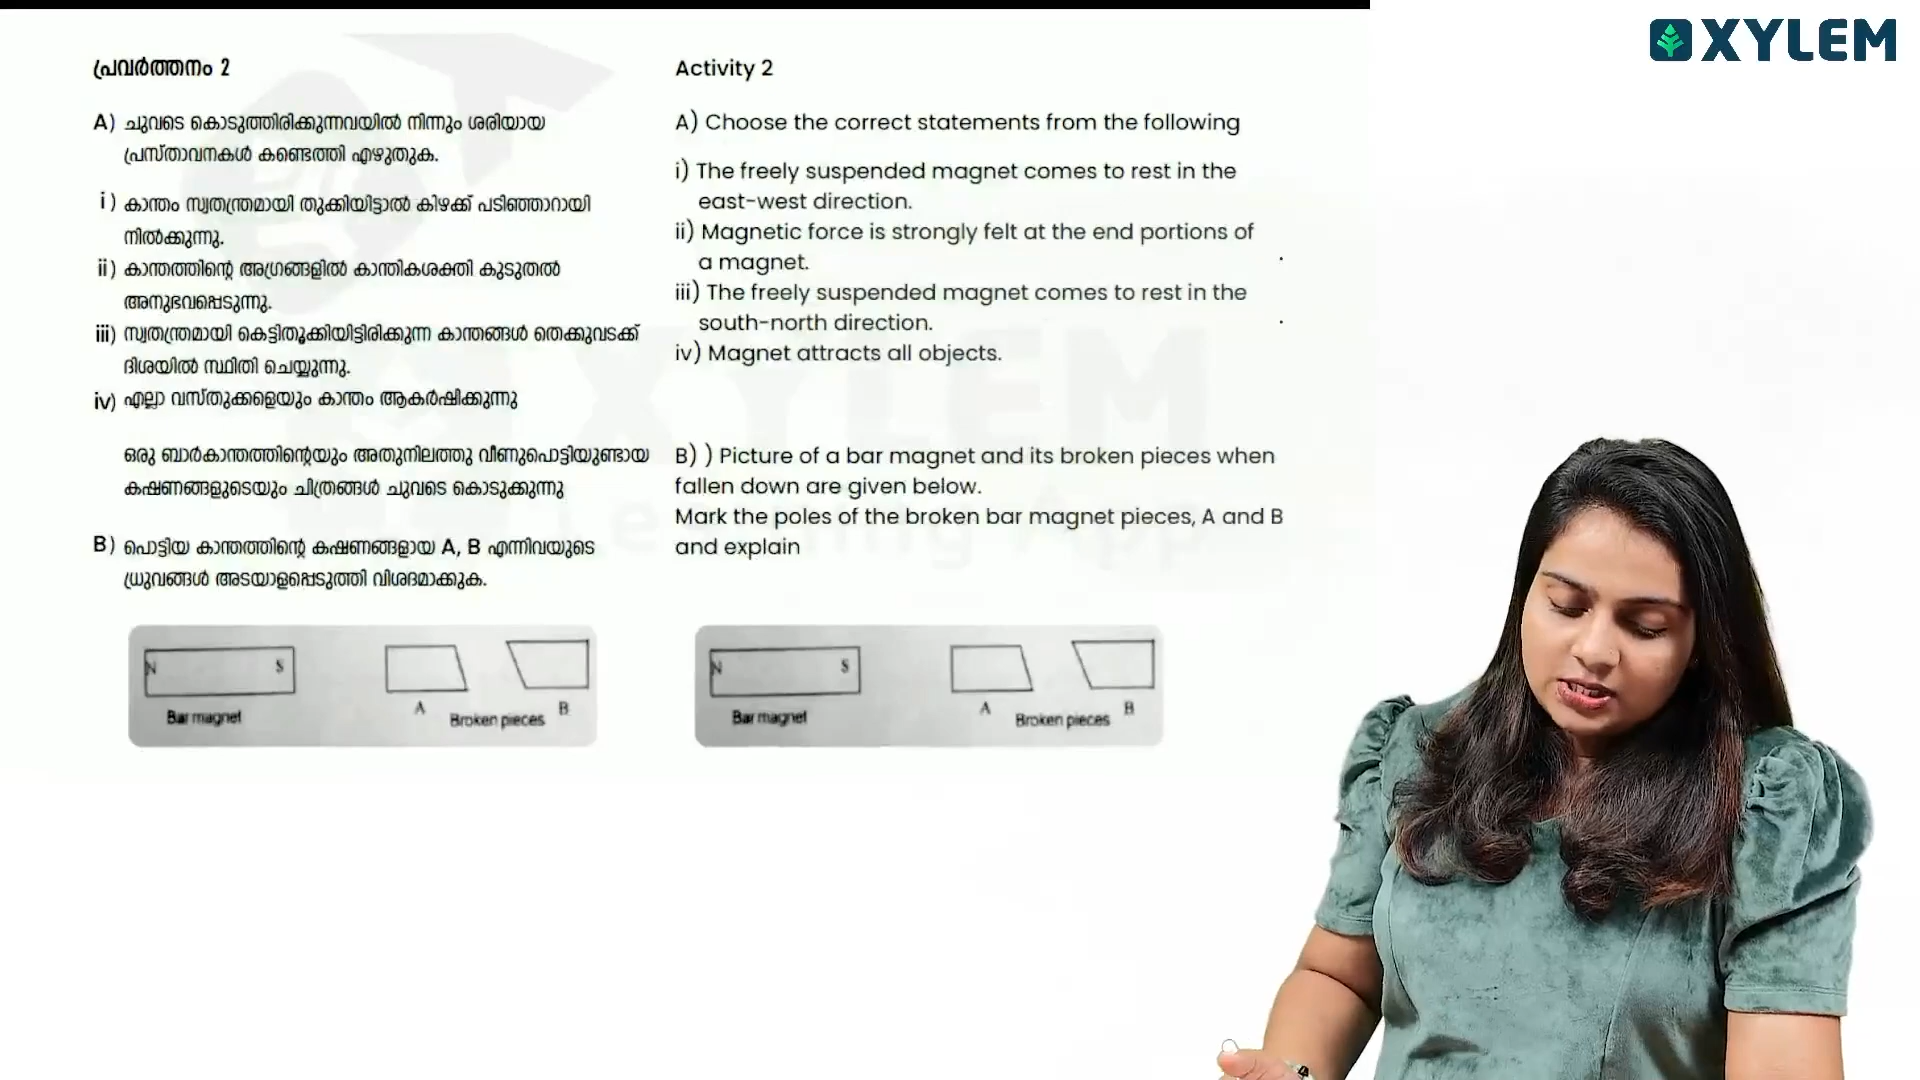 XYLEM
പ്രവർത്തനം 2
A) ചുവടെ കൊടുത്തിരിക്കുന്നവയിൽ നിന്നും ശരിയായ
പ്രസ്താവനകൾ കണ്ടെത്തി എഴുതുക.
i) കാന്തം സ്വതന്ത്രമായി തൂക്കിയിട്ടാൽ കിഴക്ക് പടിഞ്ഞാറായി
നിൽക്കുന്നു.
ii) കാന്തത്തിന്റെ അഗ്രങ്ങളിൽ കാന്തികശക്തി കൂടുതൽ
അനുഭവപ്പെടുന്നു.
iii) സ്വതന്ത്രമായി കെട്ടിതൂക്കിയിട്ടിരിക്കുന്ന കാന്തങ്ങൾ തെക്കുവടക്ക്
ദിശയിൽ സ്ഥിതി ചെയ്യുന്നു.
iv) എല്ലാ വസ്തുക്കളെയും കാന്തം ആകർഷിക്കുന്നു
ഒരു ബാർകാന്തത്തിന്റെയും അതുനിലത്തു വീണുപൊട്ടിയുണ്ടായ
കഷണങ്ങളുടെയും ചിത്രങ്ങൾ ചുവടെ കൊടുക്കുന്നു
B) പൊട്ടിയ കാന്തത്തിന്റെ കഷണങ്ങളായ A, B എന്നിവയുടെ
ധ്രുവങ്ങൾ അടയാളപ്പെടുത്തി വിശദമാക്കുക.
N S
Bar magnet
A
Broken pieces
B
Activity 2
A) Choose the correct statements from the following
i) The freely suspended magnet comes to rest in the
east-west direction.
ii) Magnetic force is strongly felt at the end portions of
a magnet.
iii) The freely suspended magnet comes to rest in the
south-north direction.
iv) Magnet attracts all objects.
B) ) Picture of a bar magnet and its broken pieces when
fallen down are given below.
Mark the poles of the broken bar magnet pieces, A and B
and explain
N S
Bar magnet
A
Broken pieces
B
XYLEM
Learning App